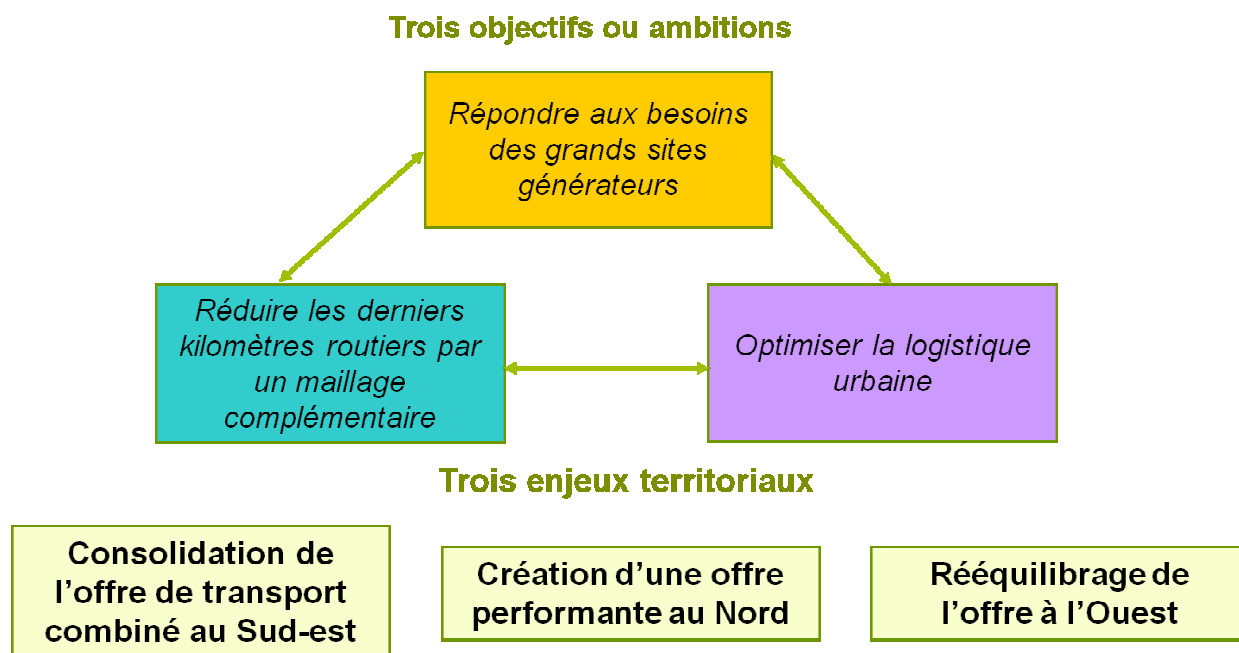 Trois objectifs ou ambitions
Répondre aux besoins
des grands sites
générateurs
Réduire les derniers
kilomètres routiers par
un maillage
complémentaire
Optimiser la logistique
urbaine
Trois enjeux territoriaux
Consolidation de
l’offre de transport
combiné au Sud-est
Création d’une offre
performante au Nord
Rééquilibrage de
l’offre à l’Ouest